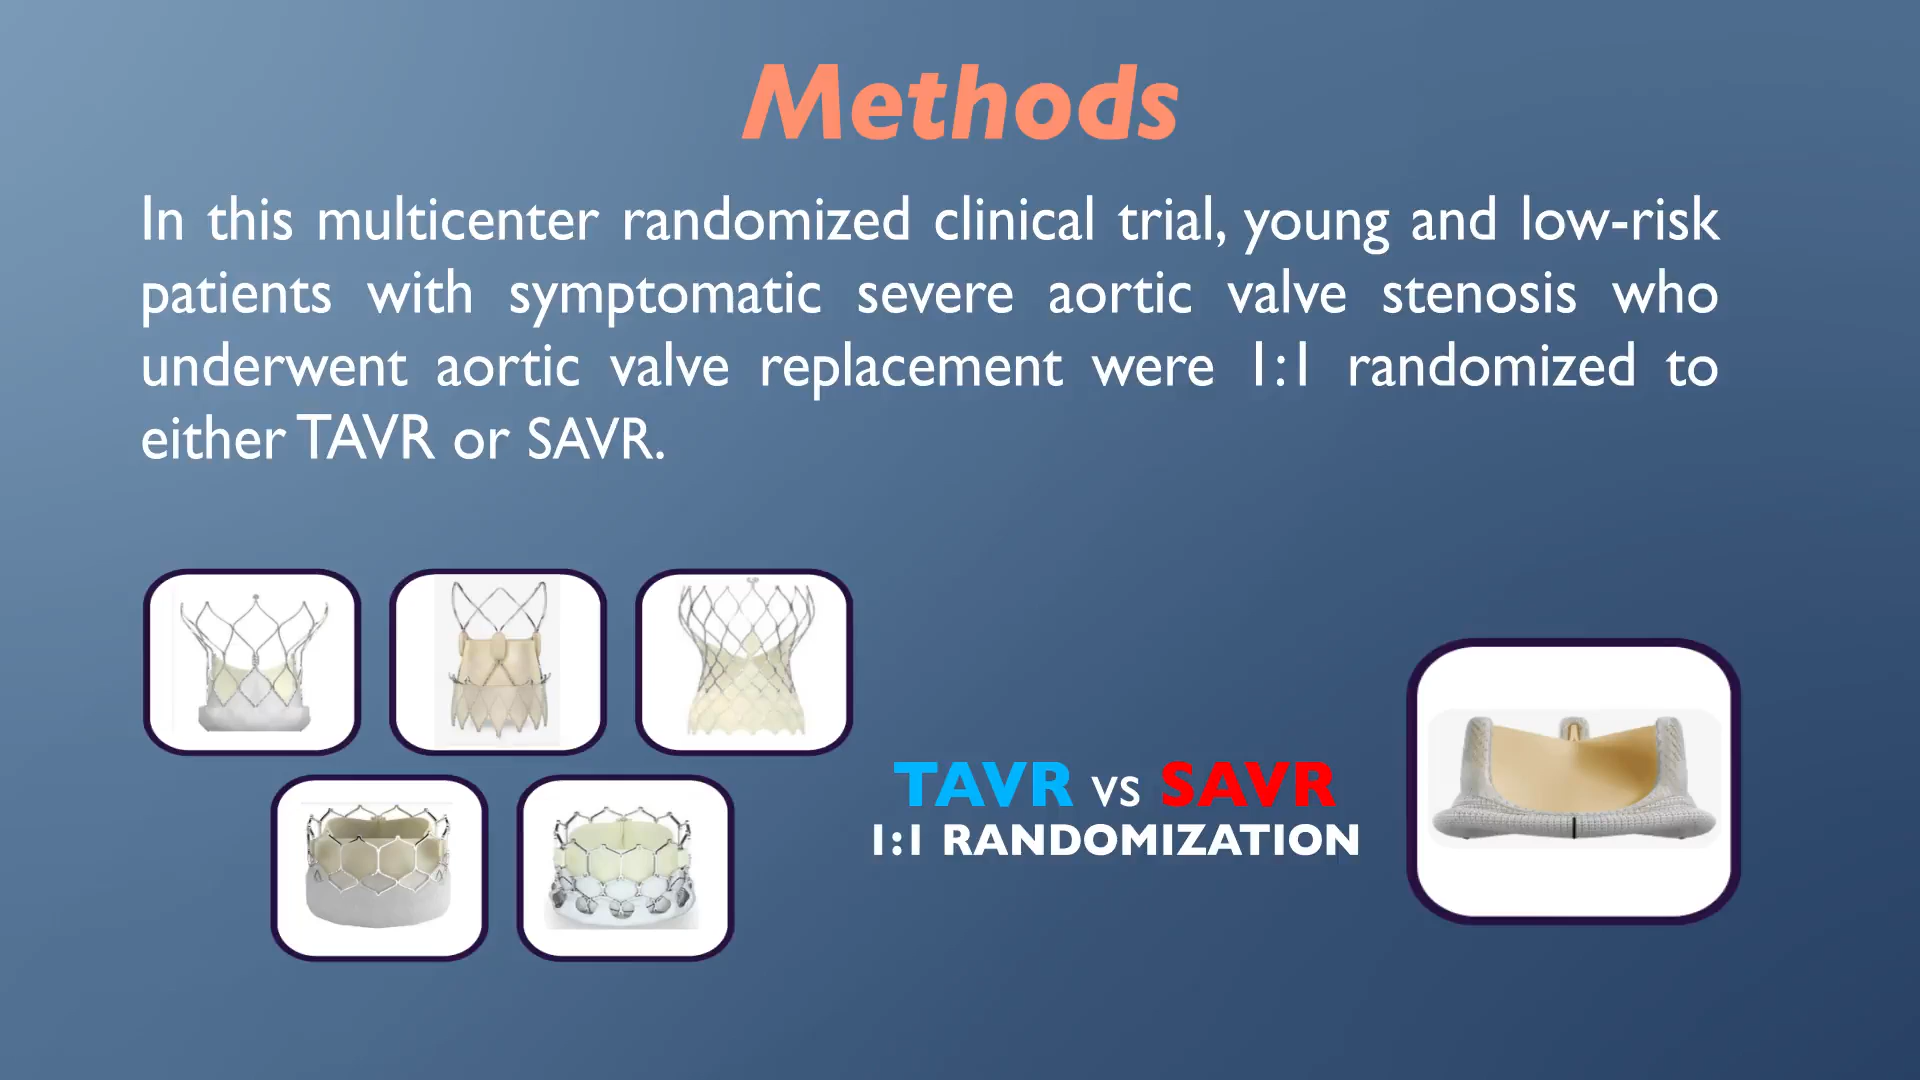 Methods
In this multicenter randomized clinical trial, young and low-risk
patients with symptomatic severe aortic valve stenosis who
underwent aortic valve replacement were 1:1 randomized to
either TAVR or SAVR.
TAVR vs SAVR
1:1 RANDOMIZATION